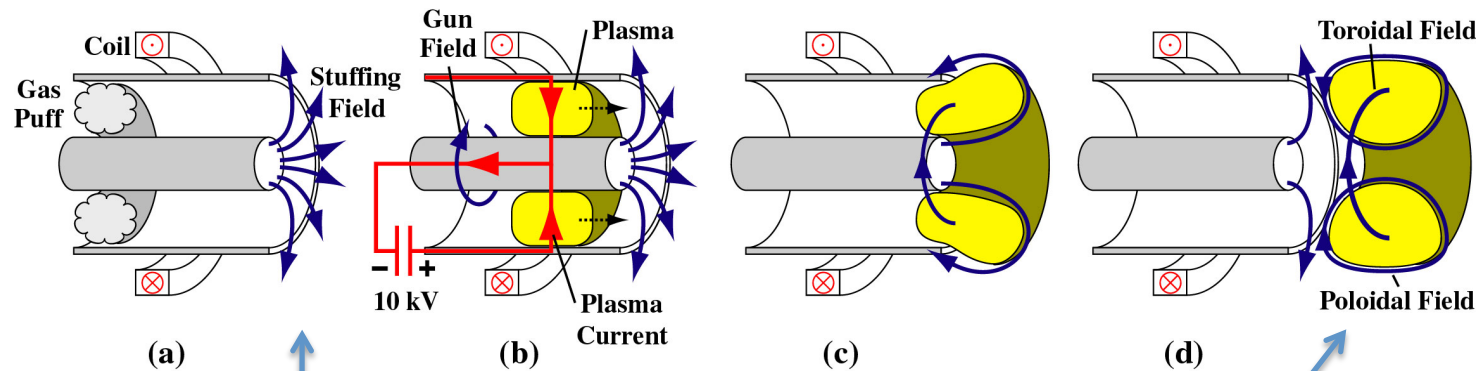 Coil
Gas
Puff
Stuffing
Field
(a)
Gun
Field
Plasma
− +
10 kV
Plasma
Current
(b)
(c)
Toroidal Field
Poloidal Field
(d)